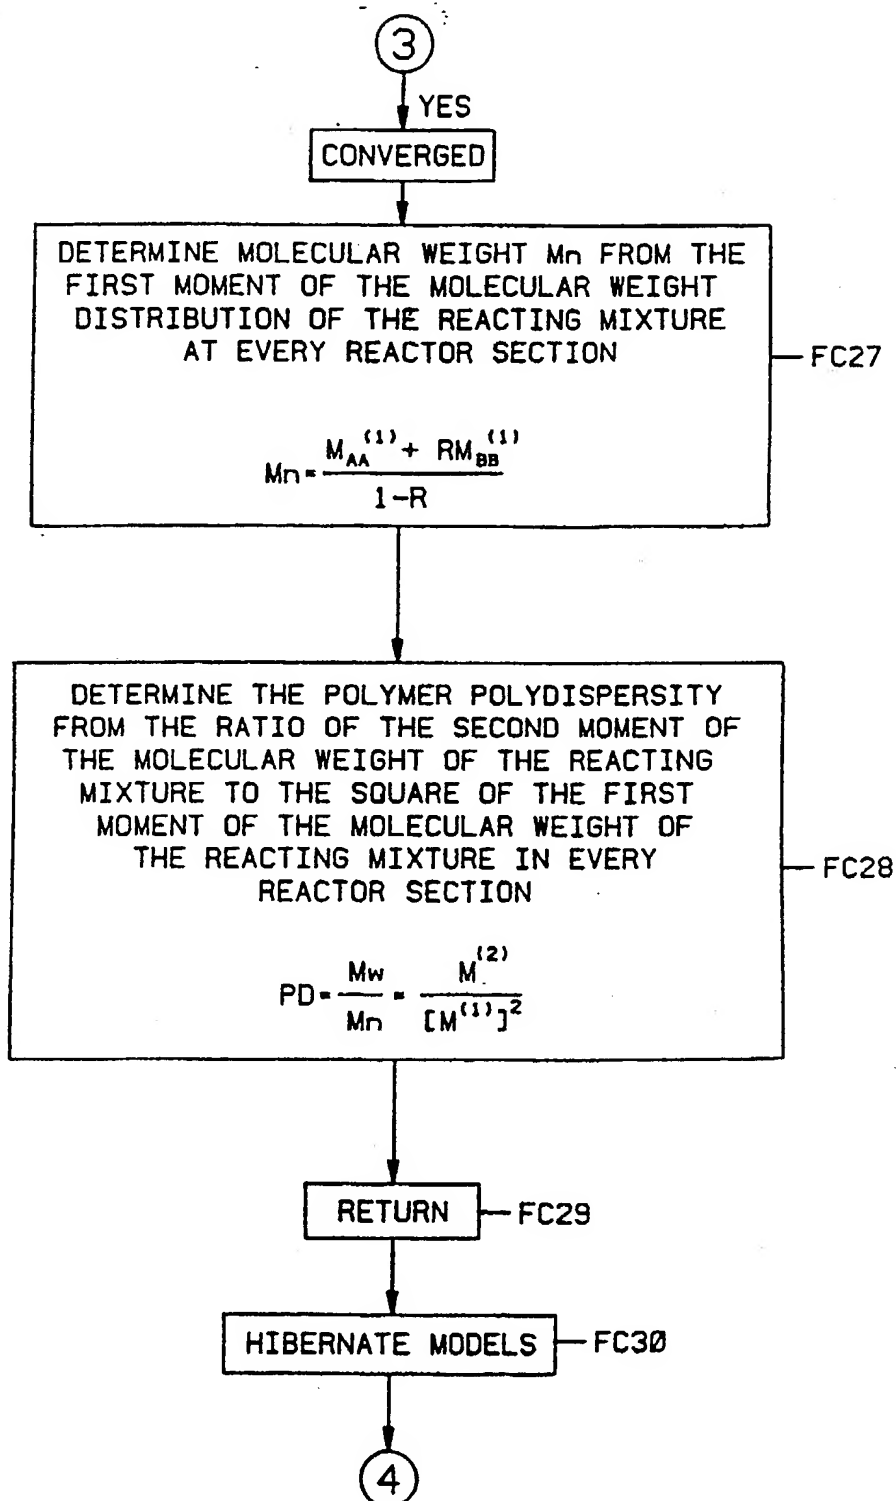 3
YES
CONVERGED
DETERMINE MOLECULAR WEIGHT Mn FROM THE
FIRST MOMENT OF THE MOLECULAR WEIGHT
DISTRIBUTION OF THE REACTING MIXTURE
AT EVERY REACTOR SECTION
FC27
Mn = (M_AA^(1) + RM_BB^(1)) / (1-R)
DETERMINE THE POLYMER POLYDISPERSITY
FROM THE RATIO OF THE SECOND MOMENT OF
THE MOLECULAR WEIGHT OF THE REACTING
MIXTURE TO THE SQUARE OF THE FIRST
MOMENT OF THE MOLECULAR WEIGHT OF
THE REACTING MIXTURE IN EVERY
REACTOR SECTION
FC28
PD = Mw/Mn = M^(2) / [M^(1)]^2
RETURN
FC29
HIBERNATE MODELS
FC30
4